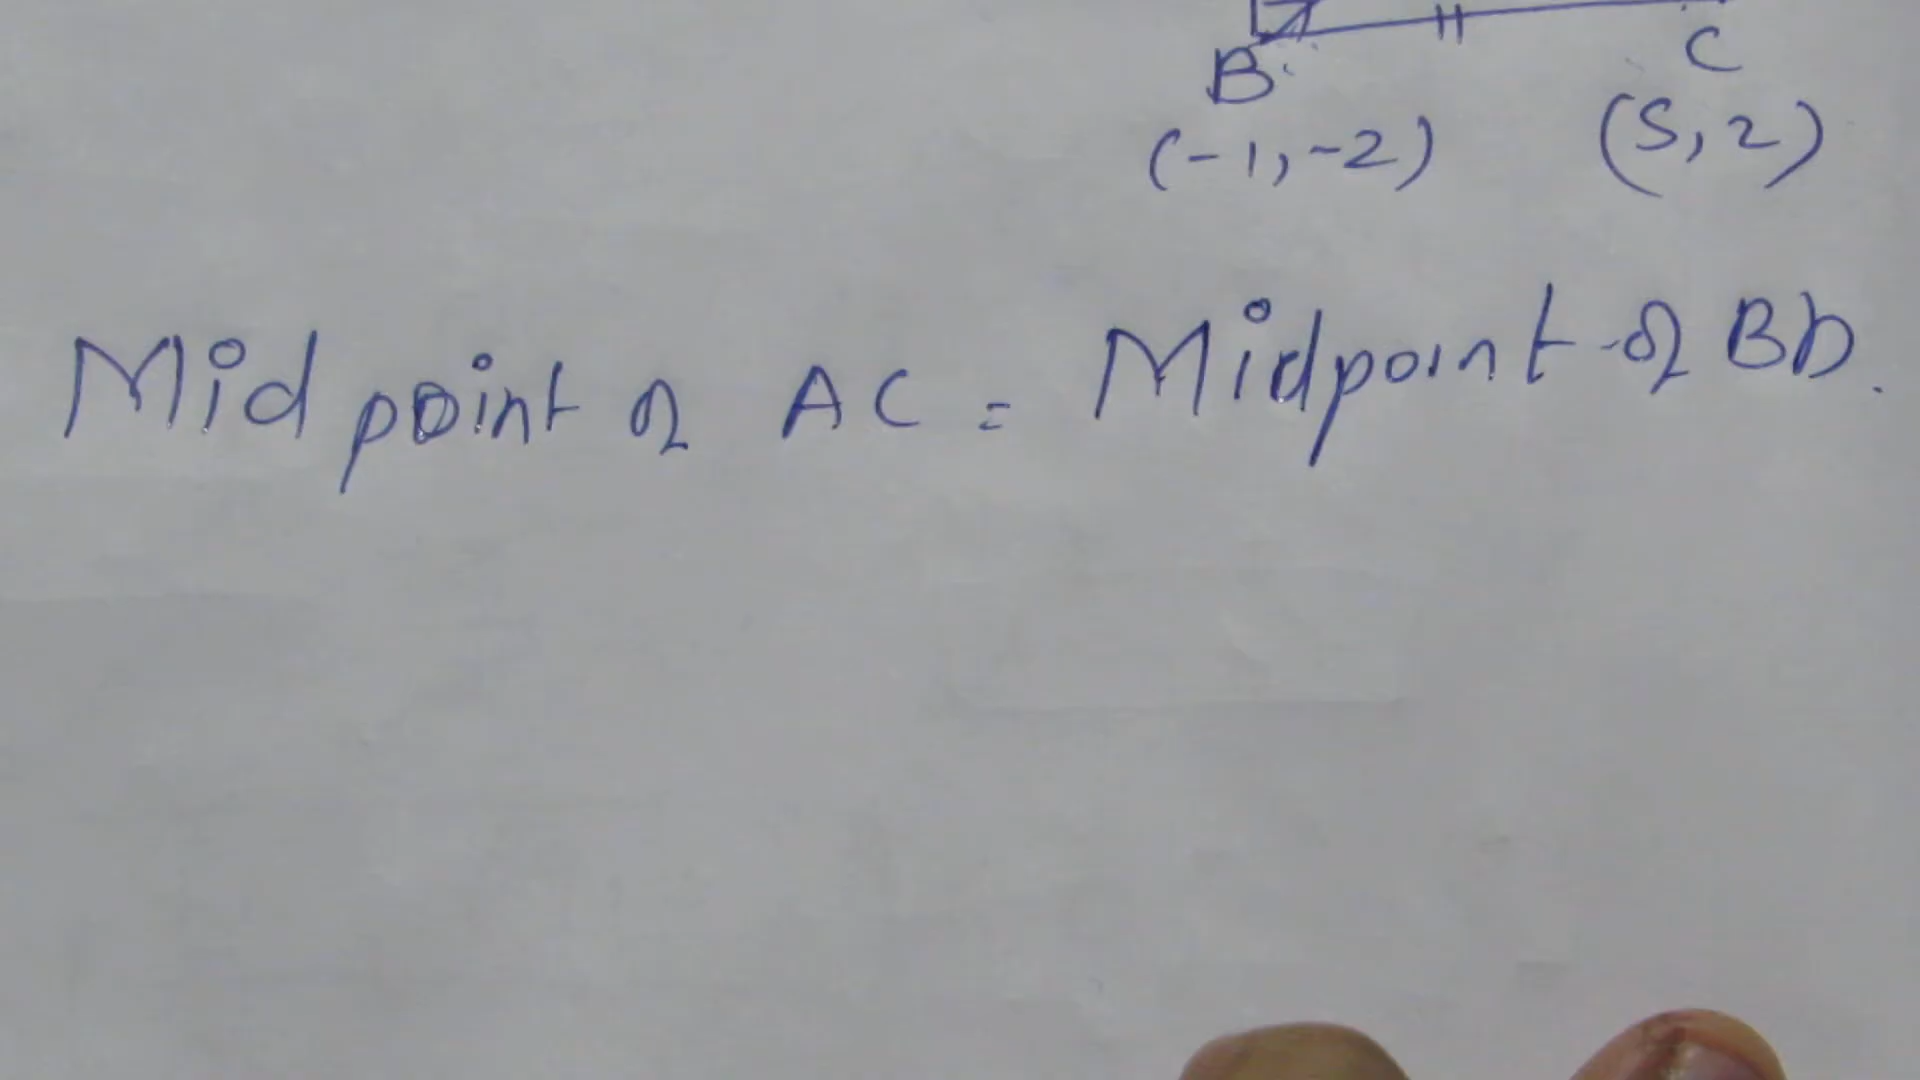 B C
(-1,-2) (5,2)
Midpoint of AC = Midpoint of BD.